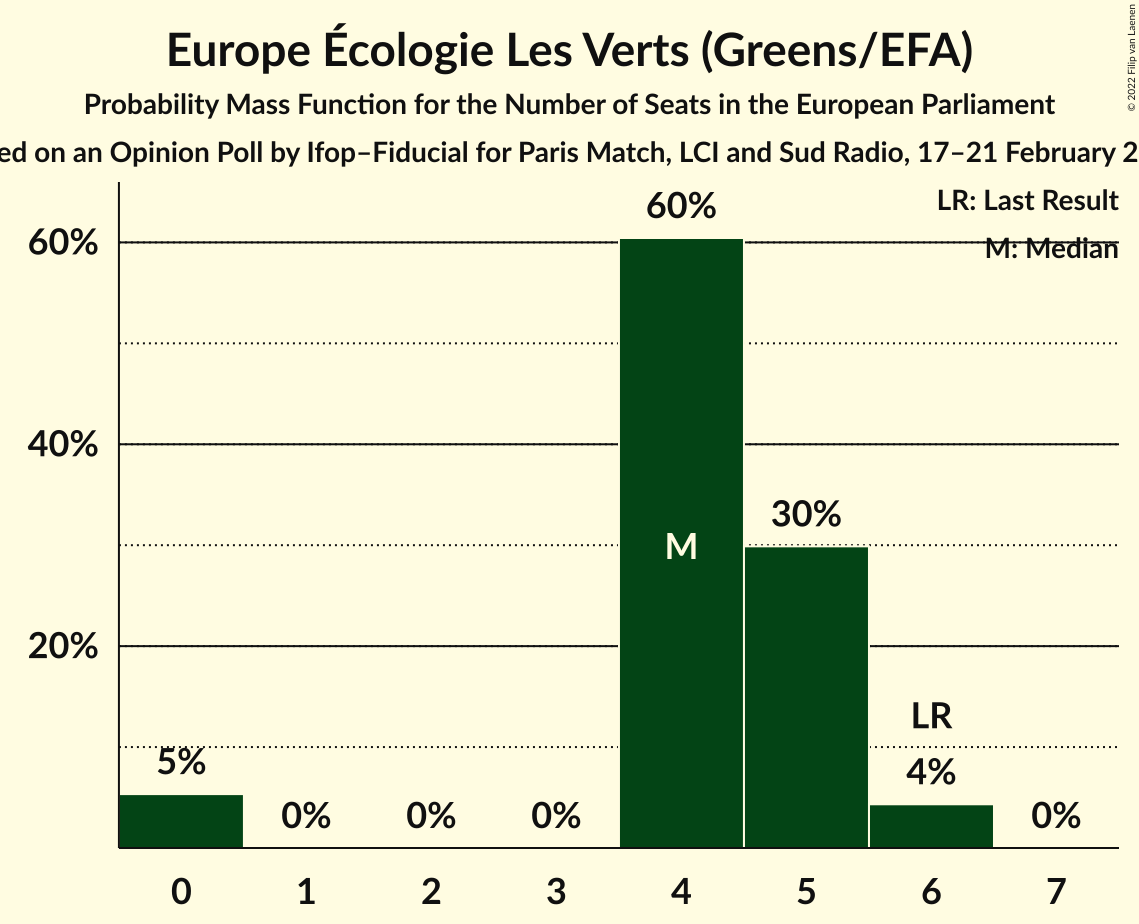 Europe Écologie Les Verts (Greens/EFA)
Probability Mass Function for the Number of Seats in the European Parliament
on an Opinion Poll by Ifop–Fiducial for Paris Match, LCI and Sud Radio, 17–21 February
© 2022 Filip van Laenen
LR: Last Result
M: Median
60%
60%
40%
30%
M
20%
LR
5%
4%
0%
0%
0%
0%
0 1 2 3 4 5 6 7